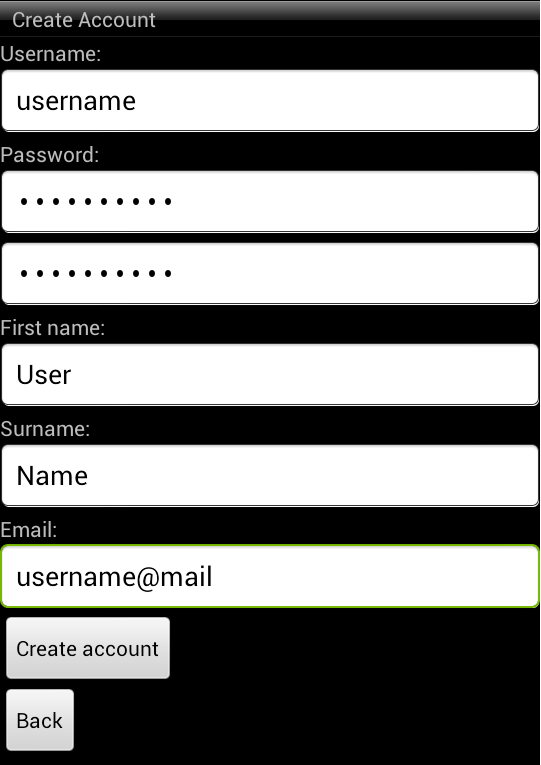 Create Account
Username:
username
Password:
••••••••••
••••••••••
First name:
User
Surname:
Name
Email:
username@mail
Create account
Back